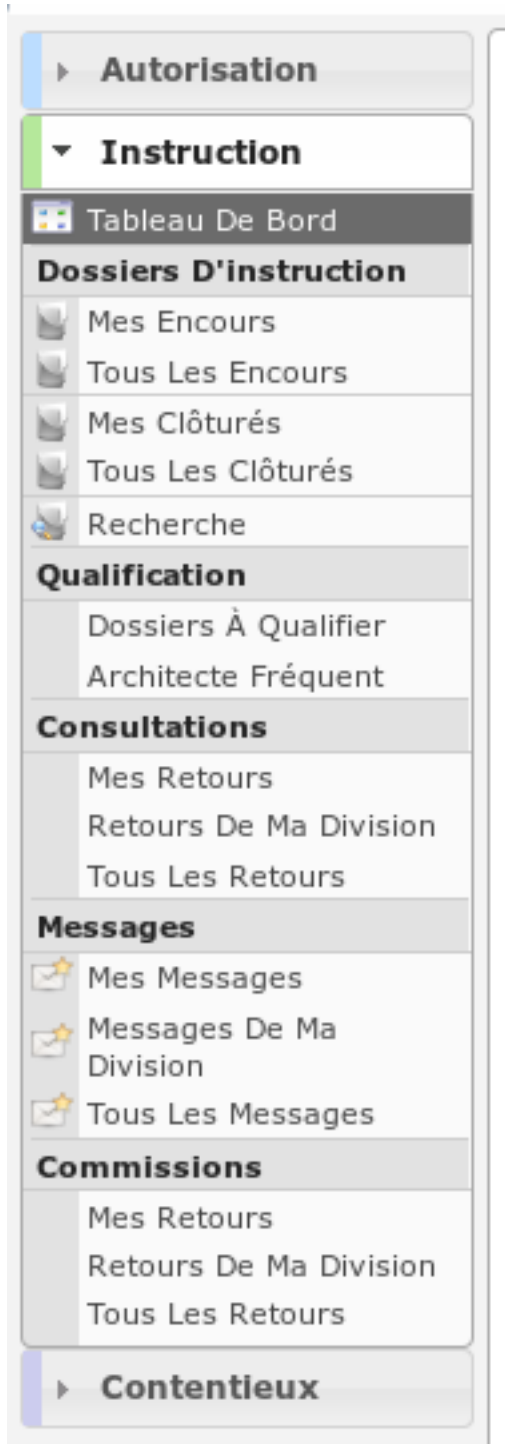 Autorisation
Instruction
Tableau De Bord
Dossiers D'instruction
Mes Encours
Tous Les Encours
Mes Clôturés
Tous Les Clôturés
Recherche
Qualification
Dossiers À Qualifier
Architecte Fréquent
Consultations
Mes Retours
Retours De Ma Division
Tous Les Retours
Messages
Mes Messages
Messages De Ma
Division
Tous Les Messages
Commissions
Mes Retours
Retours De Ma Division
Tous Les Retours
Contentieux